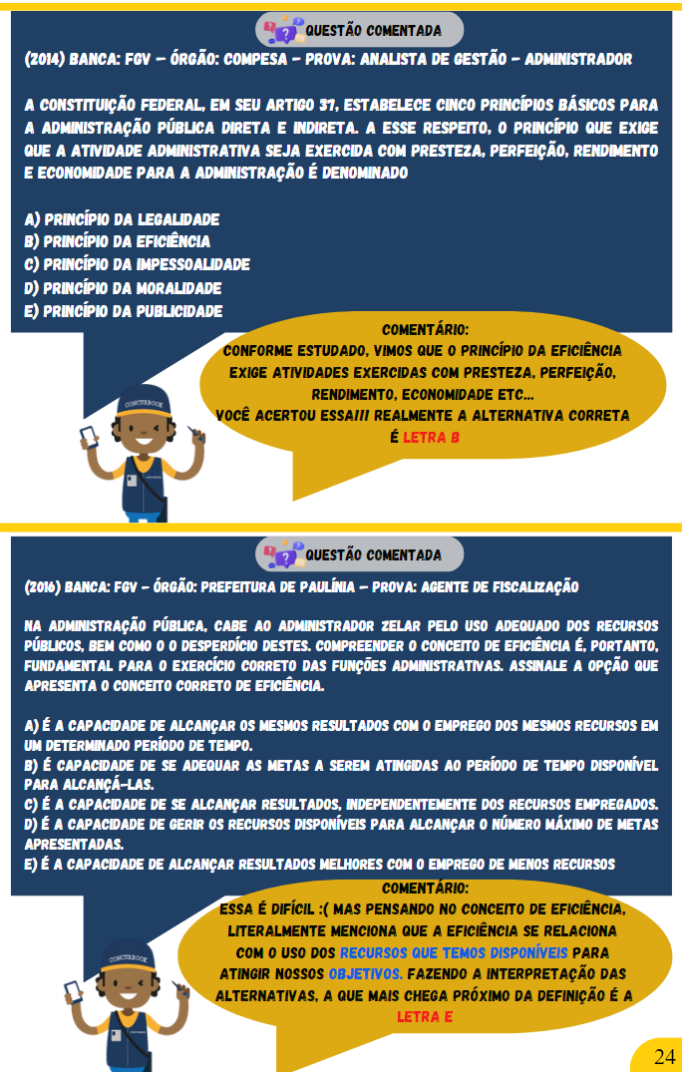 QUESTÃO COMENTADA
(2014) BANCA: FGV – ÓRGÃO: COMPESA – PROVA: ANALISTA DE GESTÃO – ADMINISTRADOR
A CONSTITUIÇÃO FEDERAL, EM SEU ARTIGO 37, ESTABELECE CINCO PRINCÍPIOS BÁSICOS PARA
A ADMINISTRAÇÃO PÚBLICA DIRETA E INDIRETA. A ESSE RESPEITO, O PRINCÍPIO QUE EXIGE
QUE A ATIVIDADE ADMINISTRATIVA SEJA EXERCIDA COM PRESTEZA, PERFEIÇÃO, RENDIMENTO
E ECONOMIDADE PARA A ADMINISTRAÇÃO É DENOMINADO
A) PRINCÍPIO DA LEGALIDADE
B) PRINCÍPIO DA EFICIÊNCIA
C) PRINCÍPIO DA IMPESSOALIDADE
D) PRINCÍPIO DA MORALIDADE
E) PRINCÍPIO DA PUBLICIDADE
COMENTÁRIO:
CONFORME ESTUDADO, VIMOS QUE O PRINCÍPIO DA EFICIÊNCIA
EXIGE ATIVIDADES EXERCIDAS COM PRESTEZA, PERFEIÇÃO,
RENDIMENTO, ECONOMIDADE ETC...
VOCÊ ACERTOU ESSA!!! REALMENTE A ALTERNATIVA CORRETA
É LETRA B
CONCTRBOOK
QUESTÃO COMENTADA
(2016) BANCA: FGV – ÓRGÃO: PREFEITURA DE PAULÍNIA – PROVA: AGENTE DE FISCALIZAÇÃO
NA ADMINISTRAÇÃO PÚBLICA, CABE AO ADMINISTRADOR ZELAR PELO USO ADEQUADO DOS RECURSOS
PÚBLICOS, BEM COMO O O DESPERDÍCIO DESTES. COMPREENDER O CONCEITO DE EFICIÊNCIA É, PORTANTO,
FUNDAMENTAL PARA O EXERCÍCIO CORRETO DAS FUNÇÕES ADMINISTRATIVAS. ASSINALE A OPÇÃO QUE
APRESENTA O CONCEITO CORRETO DE EFICIÊNCIA.
A) É A CAPACIDADE DE ALCANÇAR OS MESMOS RESULTADOS COM O EMPREGO DOS MESMOS RECURSOS EM
UM DETERMINADO PERÍODO DE TEMPO.
B) É CAPACIDADE DE SE ADEQUAR AS METAS A SEREM ATINGIDAS AO PERÍODO DE TEMPO DISPONÍVEL
PARA ALCANÇÁ-LAS.
C) É A CAPACIDADE DE SE ALCANÇAR RESULTADOS, INDEPENDENTEMENTE DOS RECURSOS EMPREGADOS.
D) É A CAPACIDADE DE GERIR OS RECURSOS DISPONÍVEIS PARA ALCANÇAR O NÚMERO MÁXIMO DE METAS
APRESENTADAS.
E) É A CAPACIDADE DE ALCANÇAR RESULTADOS MELHORES COM O EMPREGO DE MENOS RECURSOS
COMENTÁRIO:
ESSA É DIFÍCIL :( MAS PENSANDO NO CONCEITO DE EFICIÊNCIA,
LITERALMENTE MENCIONA QUE A EFICIÊNCIA SE RELACIONA
COM O USO DOS RECURSOS QUE TEMOS DISPONÍVEIS PARA
ATINGIR NOSSOS OBJETIVOS. FAZENDO A INTERPRETAÇÃO DAS
ALTERNATIVAS, A QUE MAIS CHEGA PRÓXIMO DA DEFINIÇÃO É A
LETRA E
CONCTRBOOK
24